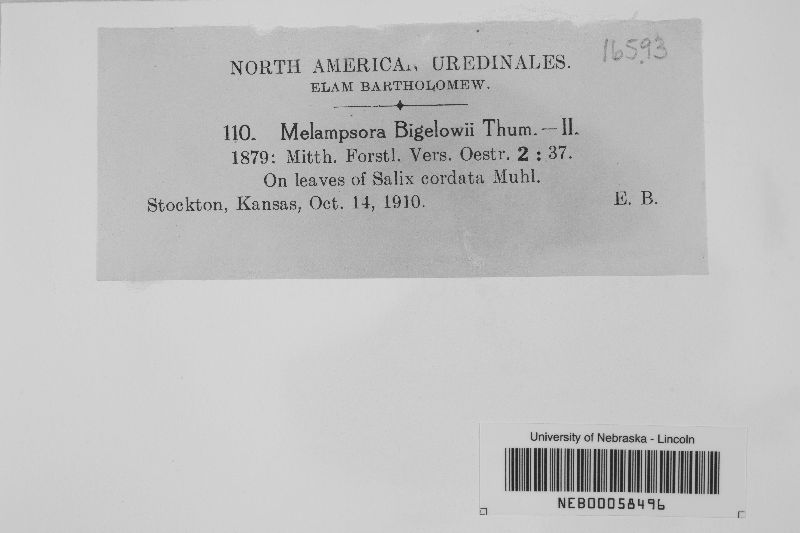 16593
NORTH AMERICAN UREDINALES.
ELAM BARTHOLOMEW.
110. Melampsora Bigelowii Thum.—II.
1879: Mitth. Forstl. Vers. Oestr. 2 : 37.
On leaves of Salix cordata Muhl.
Stockton, Kansas, Oct. 14, 1910. E. B.
University of Nebraska - Lincoln
NEB00058496